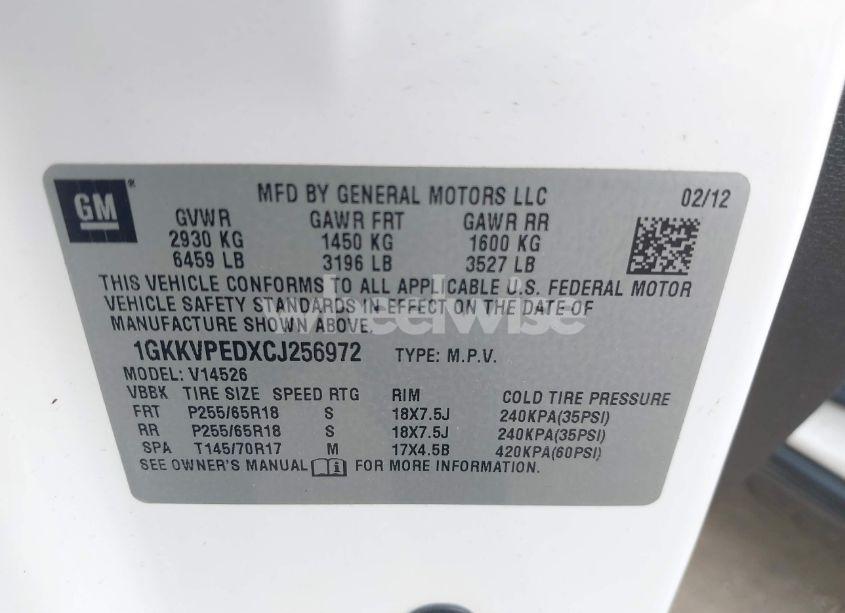 GM ®
MFD BY GENERAL MOTORS LLC 02/12
GVWR GAWR FRT GAWR RR
2930 KG 1450 KG 1600 KG
6459 LB 3196 LB 3527 LB
THIS VEHICLE CONFORMS TO ALL APPLICABLE U.S. FEDERAL MOTOR
VEHICLE SAFETY STANDARDS IN EFFECT ON THE DATE OF
MANUFACTURE SHOWN ABOVE.
wheelwise
1GKKVPEDXCJ256972 TYPE: M.P.V.
MODEL: V14526
VBBK TIRE SIZE SPEED RTG RIM COLD TIRE PRESSURE
FRT P255/65R18 S 18X7.5J 240KPA(35PSI)
RR P255/65R18 S 18X7.5J 240KPA(35PSI)
SPA T145/70R17 M 17X4.5B 420KPA(60PSI)
SEE OWNER'S MANUAL i FOR MORE INFORMATION.